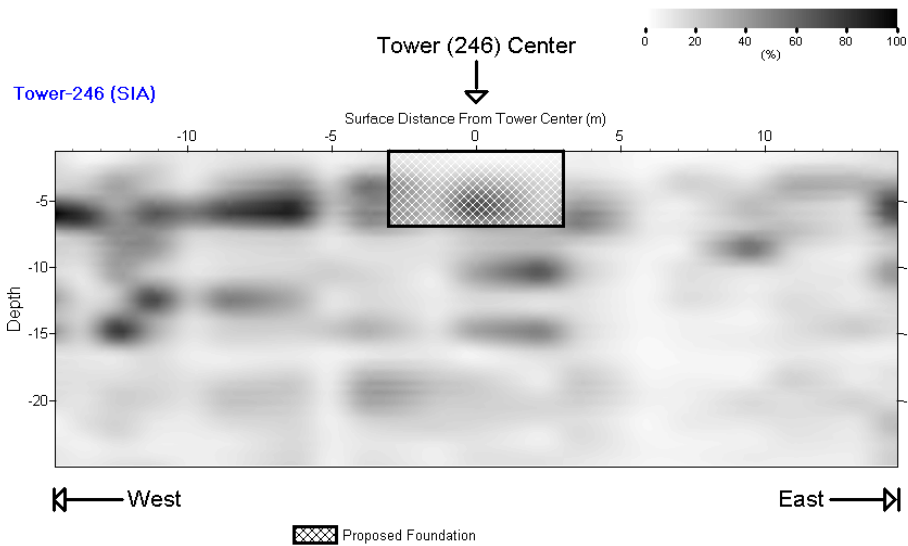 0 20 40 60 80 100
(%)
Tower (246) Center
Tower-246 (SIA)
Surface Distance From Tower Center (m)
-10 -5 0 5 10
-5
-10
-15
-20
Depth
West
East
Proposed Foundation